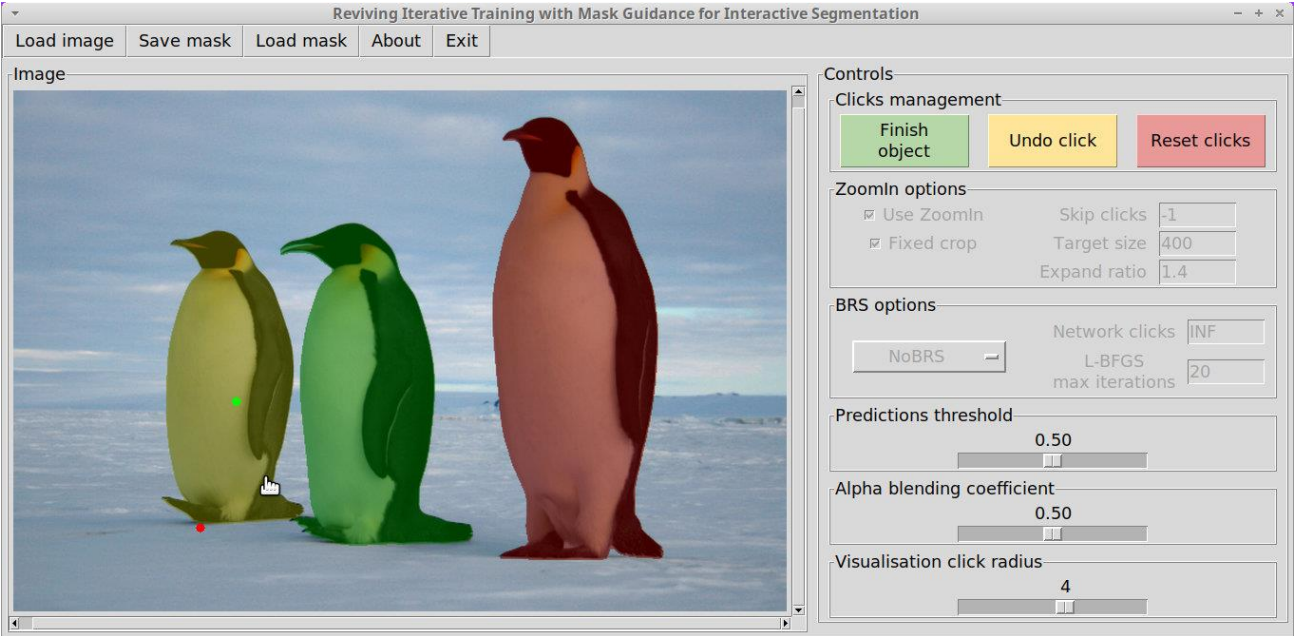 Reviving Iterative Training with Mask Guidance for Interactive Segmentation
Load image Save mask Load mask About Exit
Image
Controls
Clicks management
Finish
object
Undo click
Reset clicks
ZoomIn options
Use ZoomIn
Skip clicks -1
Fixed crop
Target size 400
Expand ratio 1.4
BRS options
NoBRS
Network clicks INF
L-BFGS
max iterations 20
Predictions threshold
0.50
Alpha blending coefficient
0.50
Visualisation click radius
4